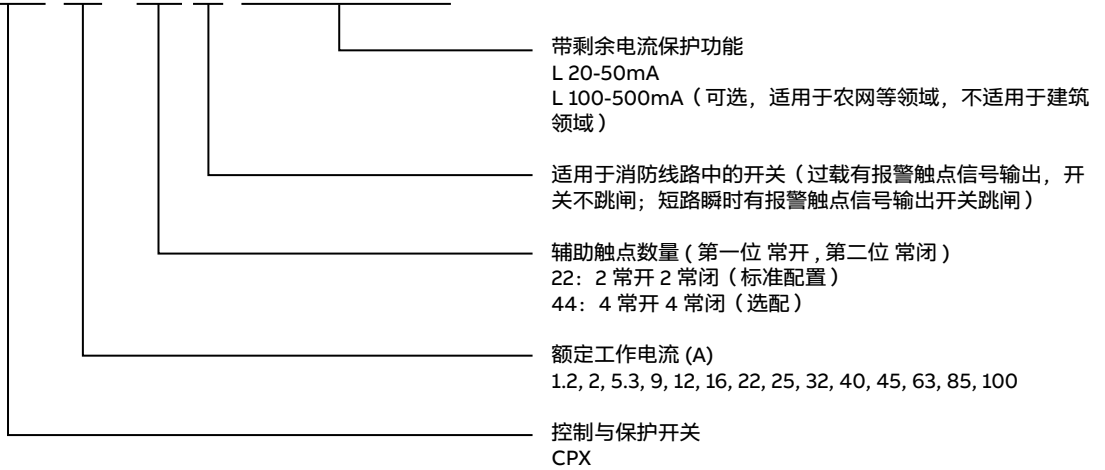 带剩余电流保护功能
L 20-50mA
L 100-500mA（可选，适用于农网等领域，不适用于建筑
领域）
适用于消防线路中的开关（过载有报警触点信号输出，开
关不跳闸；短路瞬时有报警触点信号输出开关跳闸）
辅助触点数量 ( 第一位 常开 , 第二位 常闭 )
22：2 常开 2 常闭（标准配置）
44：4 常开 4 常闭（选配）
额定工作电流 (A)
1.2, 2, 5.3, 9, 12, 16, 22, 25, 32, 40, 45, 63, 85, 100
控制与保护开关
CPX